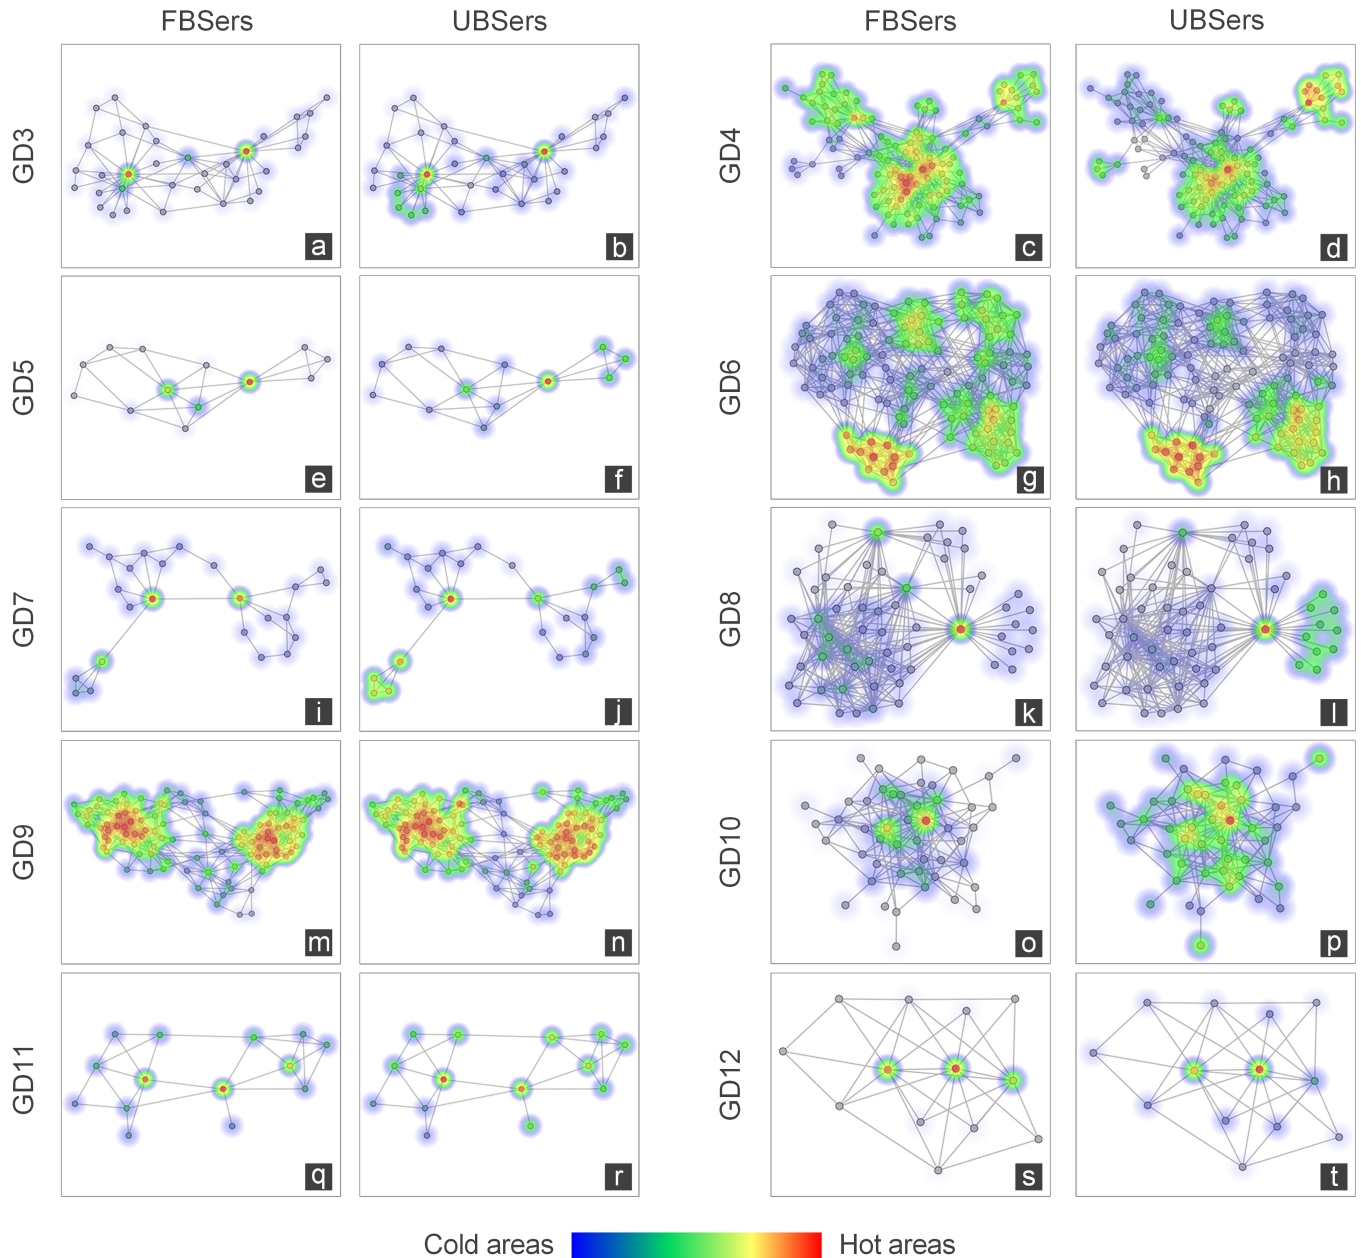 FBSers UBSers FBSers UBSers
GD3 a b GD4 c d
GD5 e f GD6 g h
GD7 i j GD8 k l
GD9 m n GD10 o p
GD11 q r GD12 s t
Cold areas Hot areas